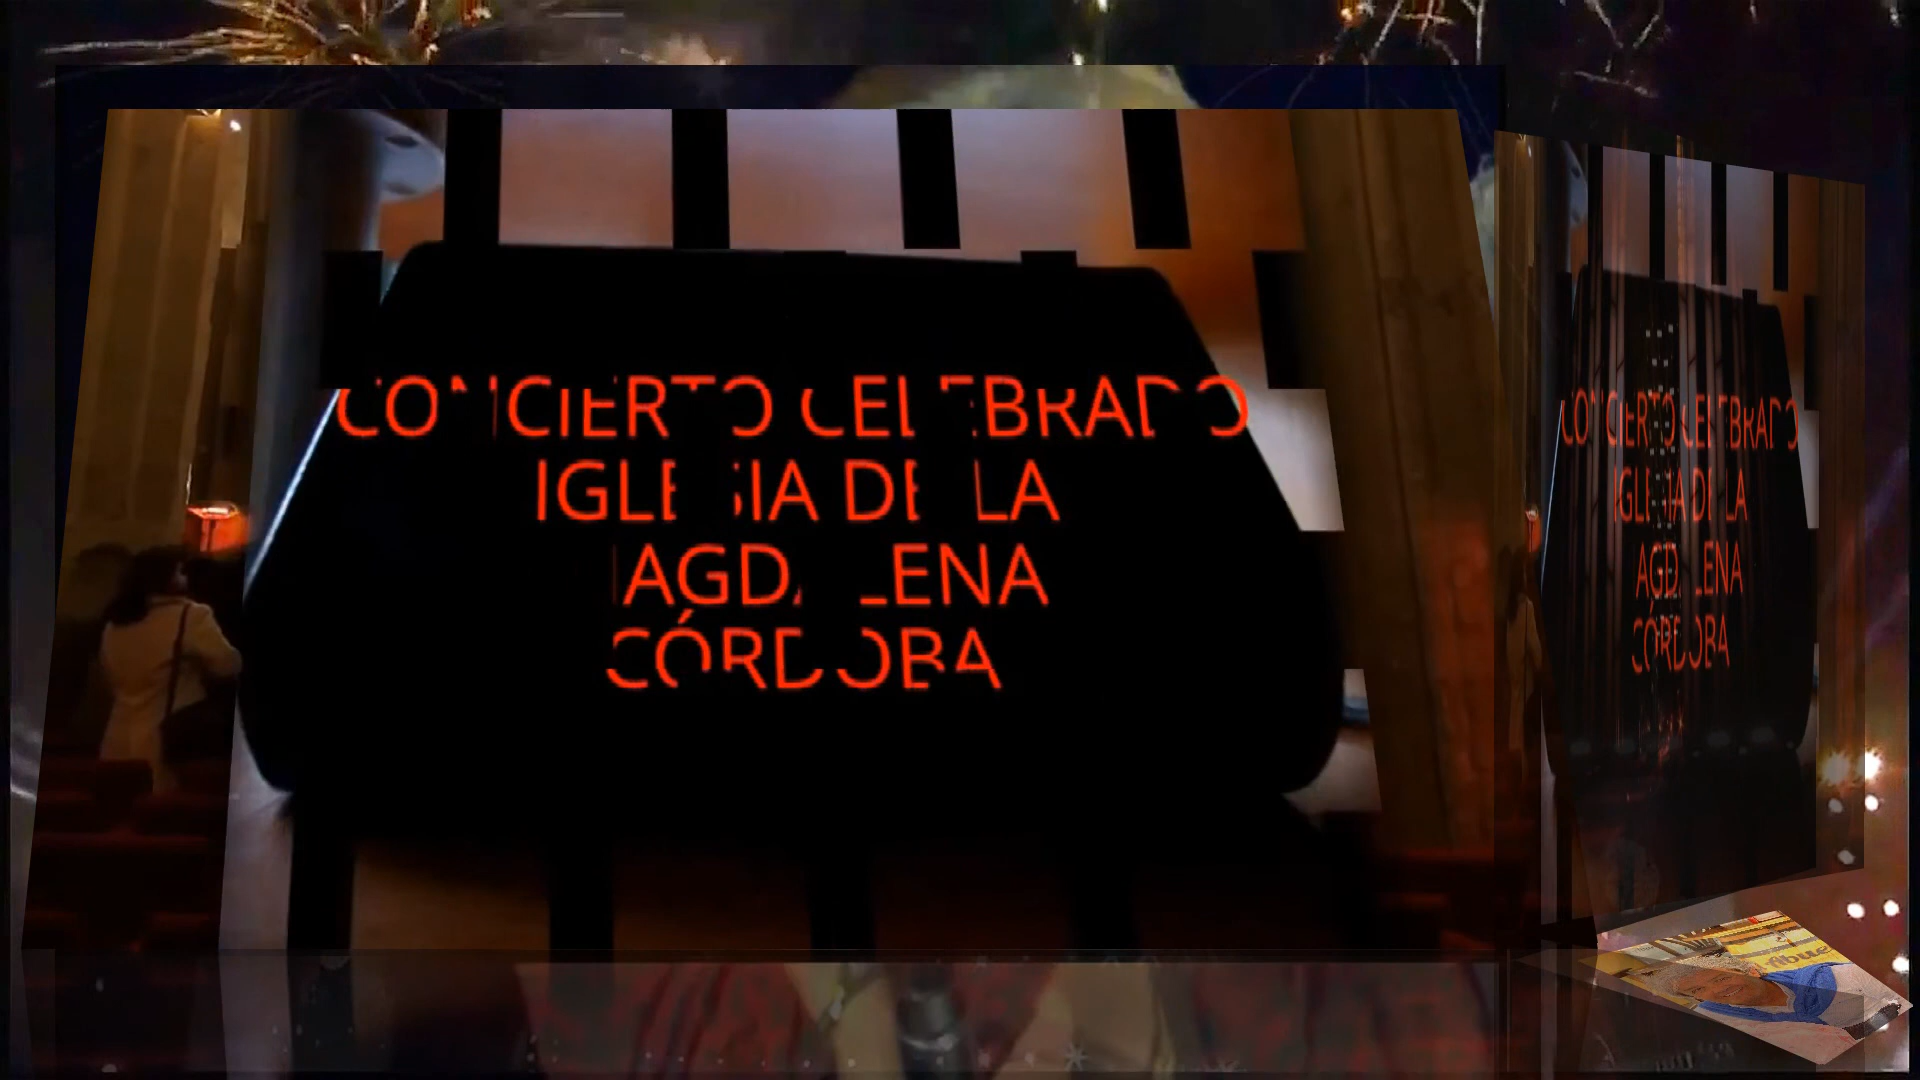 CONCIERTO CELEBRADO
IGLESIA DE LA
MAGDALENA
CÓRDOBA
CONCIERTO CELEBRADO
IGLESIA DE LA
MAGDALENA
CÓRDOBA